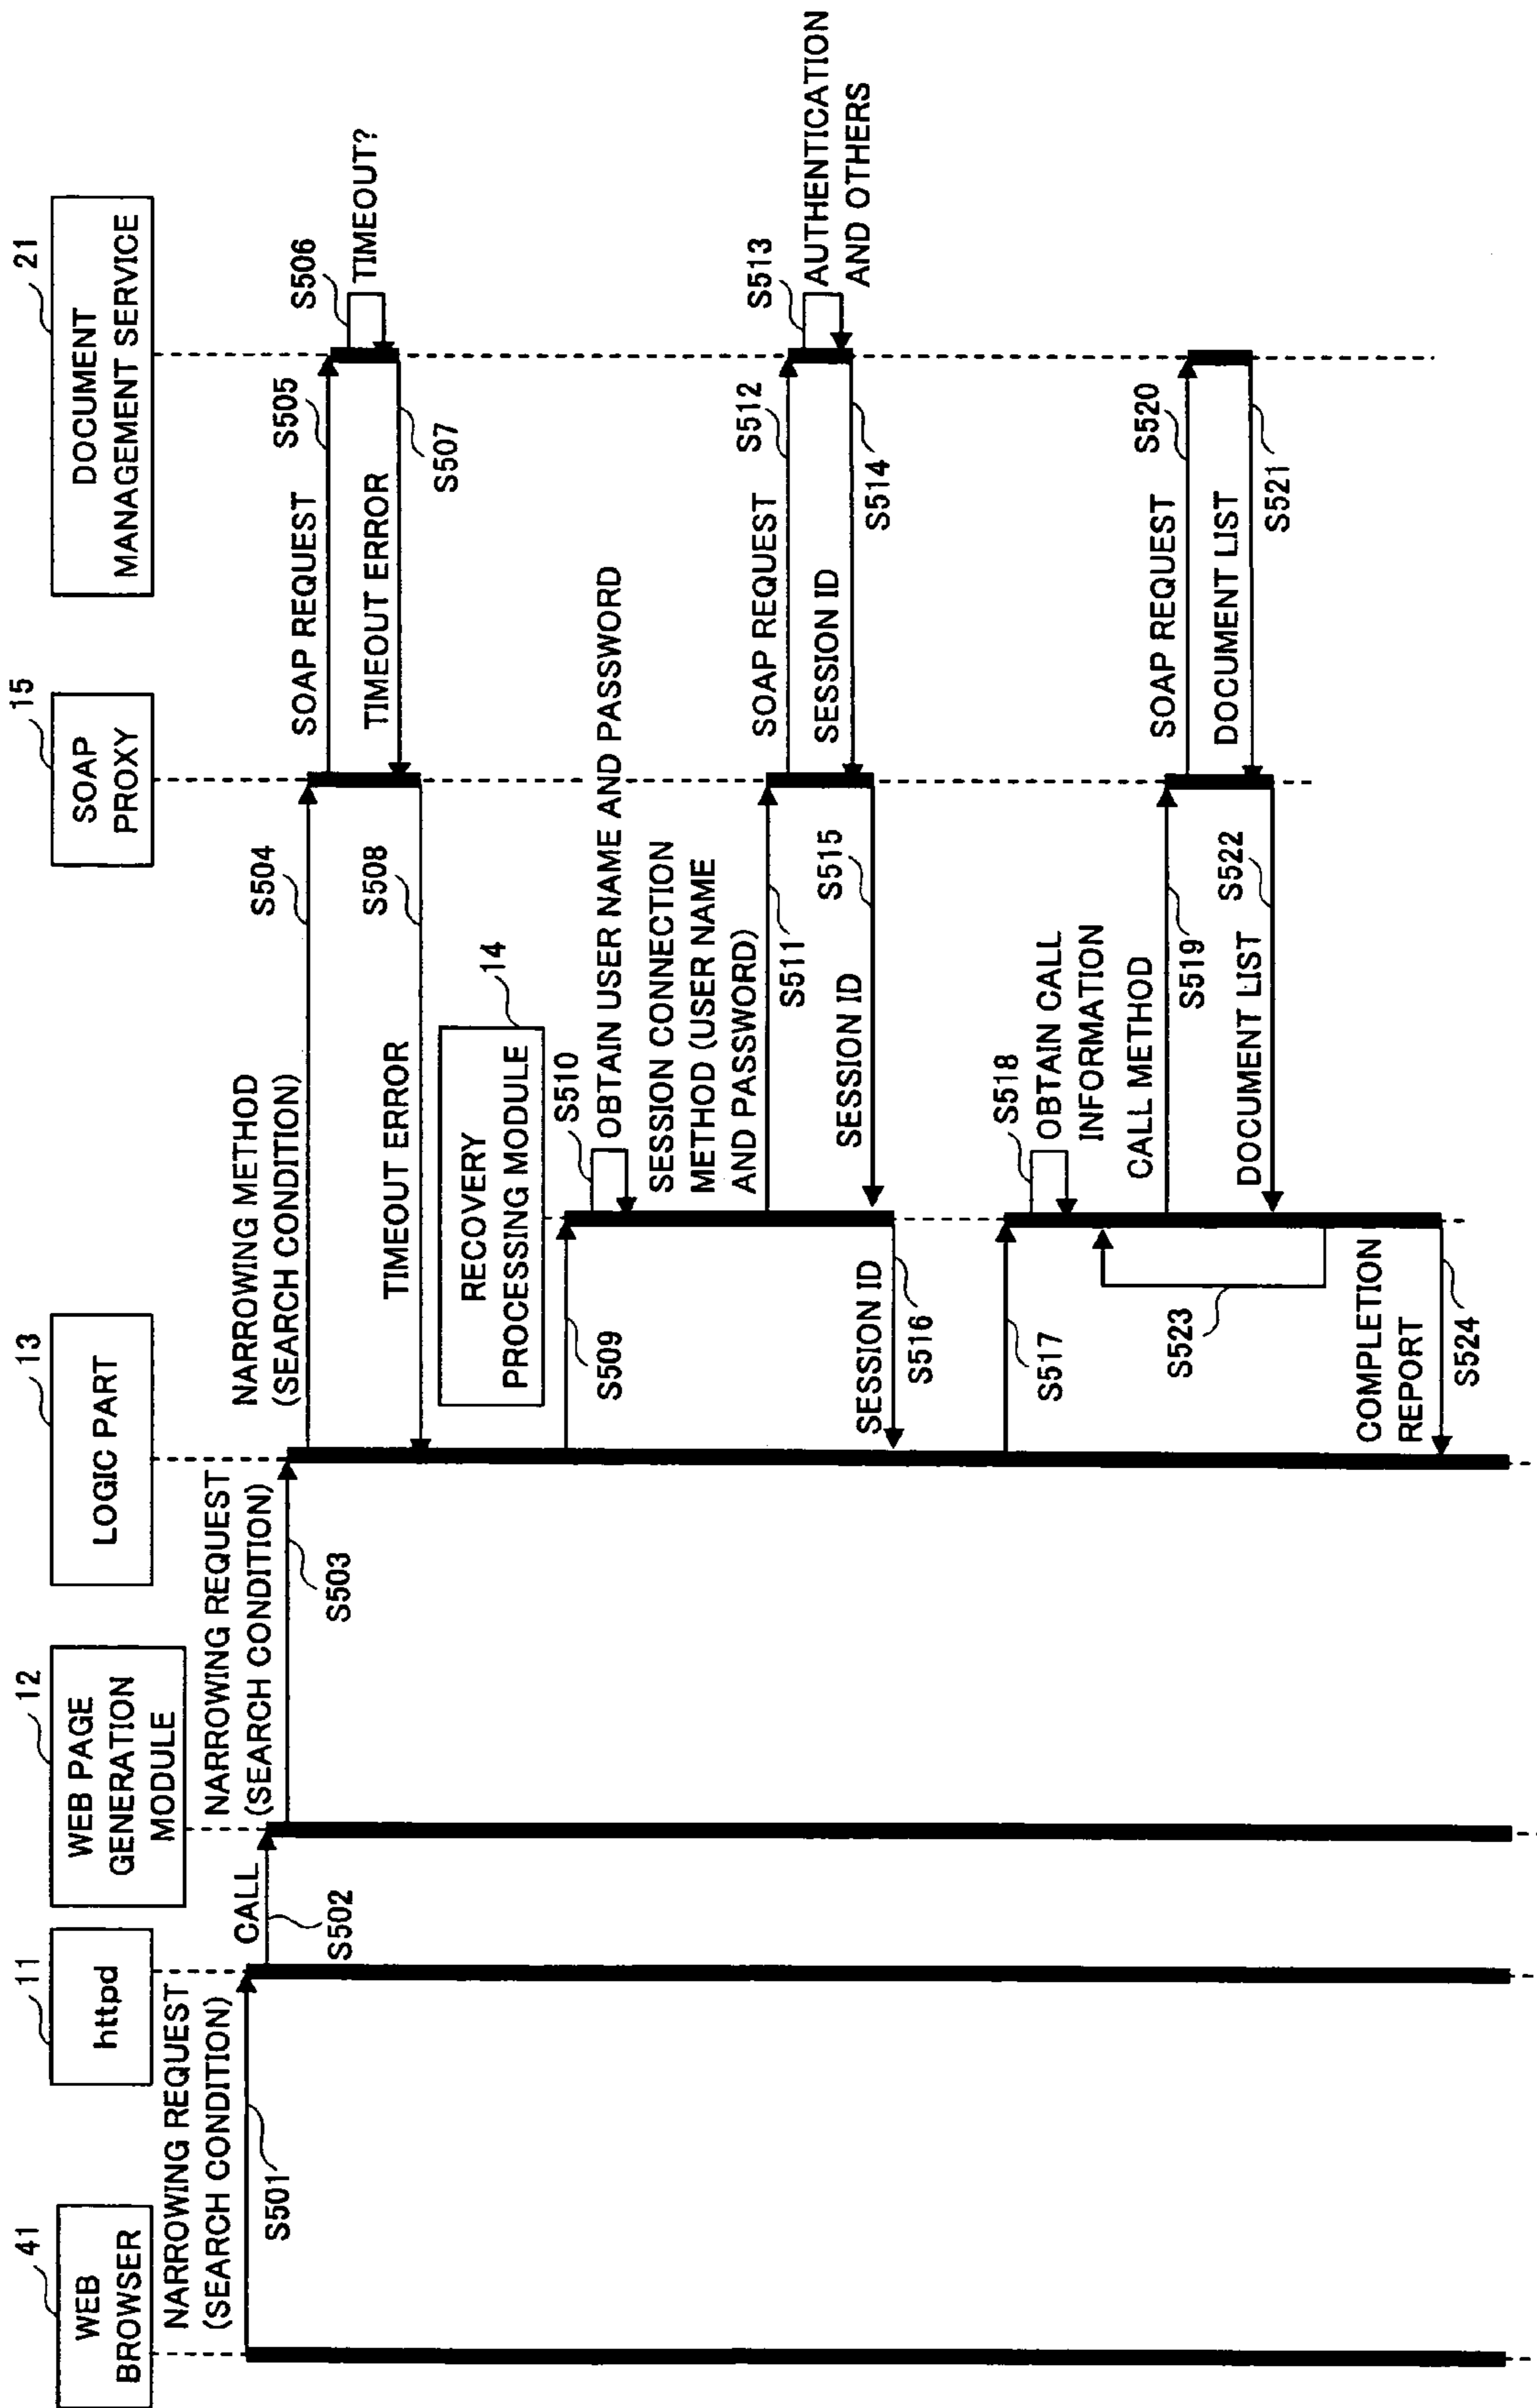 41
WEB
BROWSER
11
httpd
12
WEB PAGE
GENERATION
MODULE
13
LOGIC PART
15
SOAP
PROXY
21
DOCUMENT
MANAGEMENT SERVICE
NARROWING REQUEST
(SEARCH CONDITION)
S501
CALL
S502
NARROWING REQUEST
(SEARCH CONDITION)
S503
NARROWING METHOD
(SEARCH CONDITION)
S504
SOAP REQUEST
S505
S506
TIMEOUT?
TIMEOUT ERROR
S507
TIMEOUT ERROR
S508
14
RECOVERY
PROCESSING MODULE
S509
S510
OBTAIN USER NAME AND PASSWORD
SESSION CONNECTION
METHOD (USER NAME
AND PASSWORD)
S511
SOAP REQUEST
S512
S513
AUTHENTICATION
AND OTHERS
SESSION ID
S514
SESSION ID
S515
SESSION ID
S516
S517
S518
OBTAIN CALL
INFORMATION
CALL METHOD
S519
SOAP REQUEST
S520
DOCUMENT LIST
S521
DOCUMENT LIST
S522
S523
COMPLETION
REPORT
S524